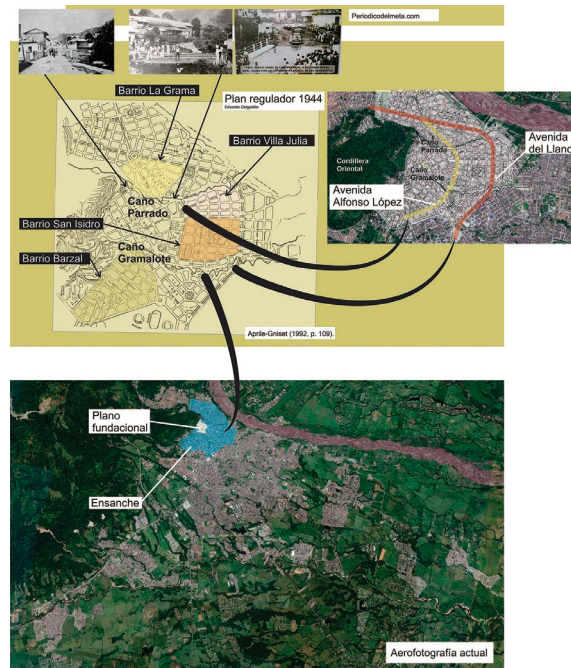 Periodicodelmeta.com
Barrio La Grama
Plan regulador 1944
Eduardo Delgadillo
Barrio Villa Julia
Caño
Parrado
Barrio San Isidro
Caño
Gramalote
Barrio Barzal
Aprile-Gniset (1992, p. 109).
Cordillera
Oriental
Caño
Parrado
Caño
Gramalote
Avenida
del Llano
Avenida
Alfonso López
Plano
fundacional
Ensanche
Aerofotografía actual